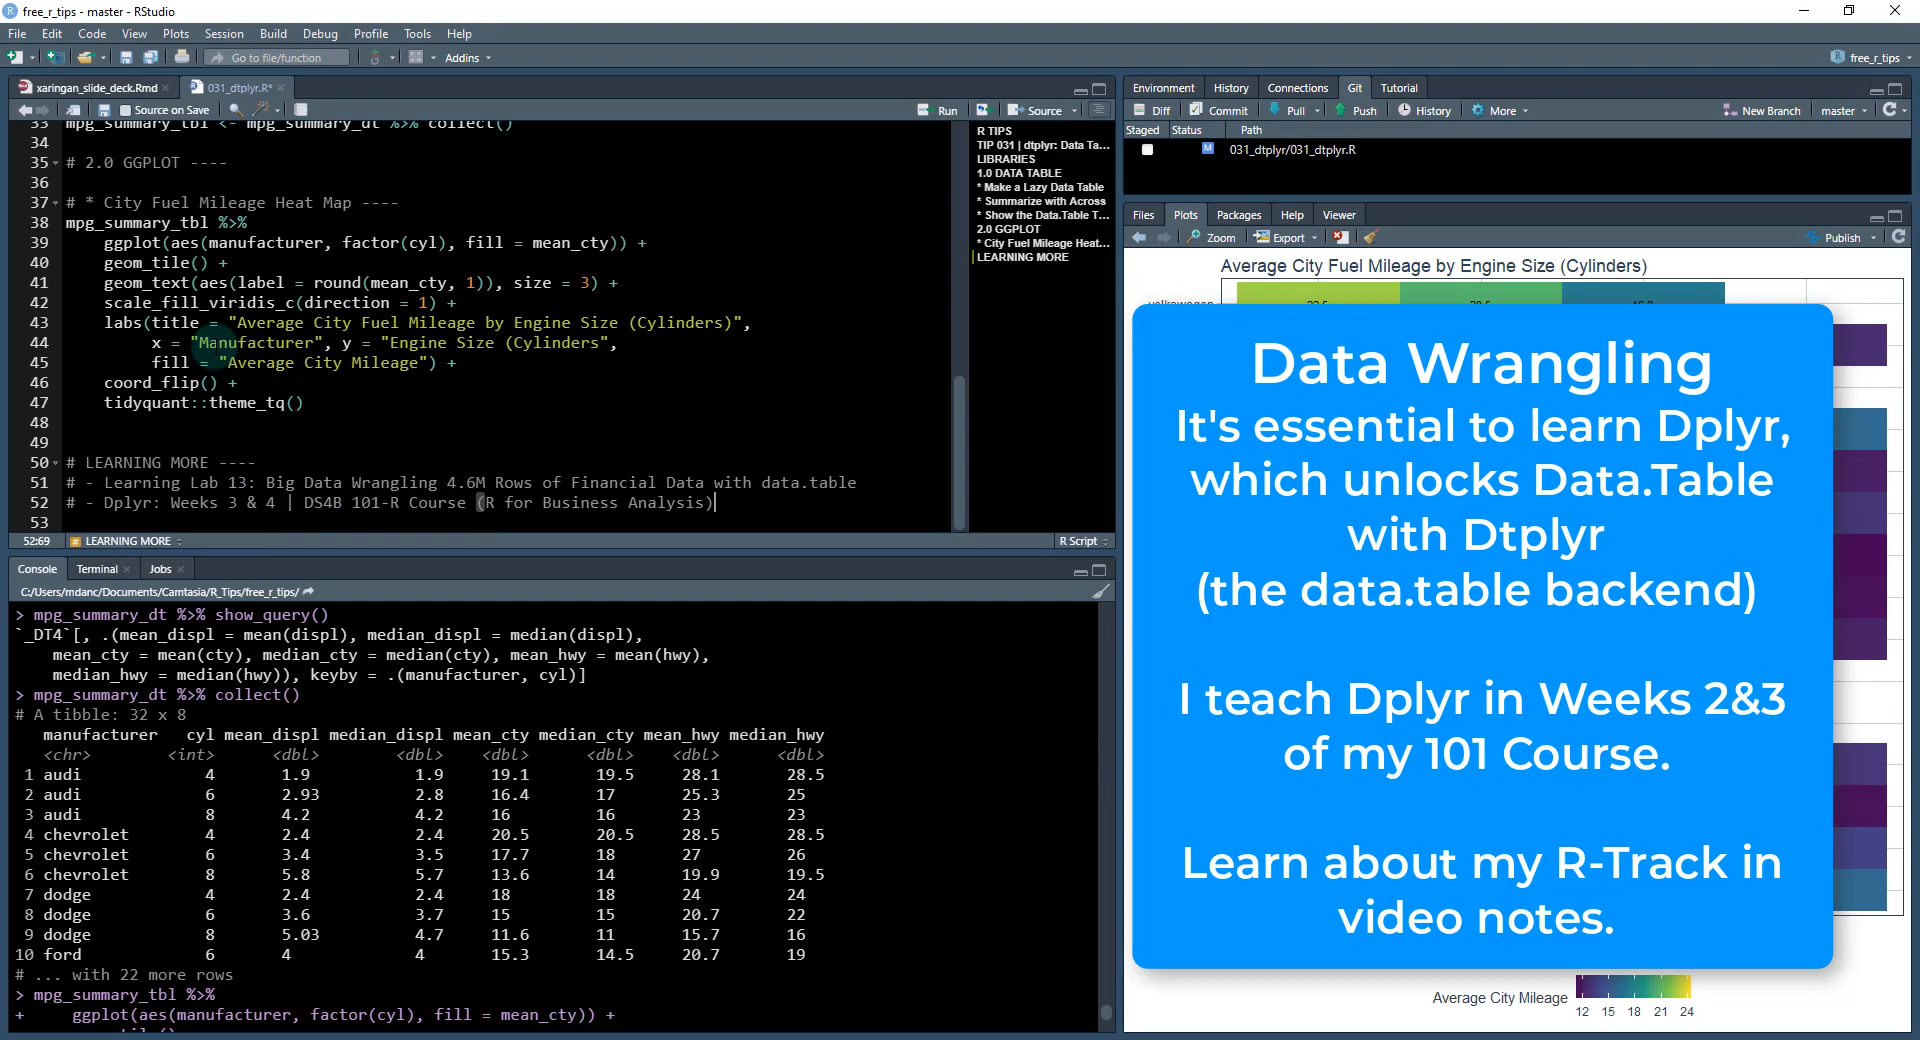 free_r_tips - master - RStudio
File Edit Code View Plots Session Build Debug Profile Tools Help
Go to file/function Addins free_r_tips
xaringan_slide_deck.Rmd 031_dtplyr.R*
Source on Save Run Source
33 mpg_summary_tbl <- mpg_summary_dt %>% collect()
34
35 # 2.0 GGPLOT ----
36
37 # * City Fuel Mileage Heat Map ----
38 mpg_summary_tbl %>%
39 ggplot(aes(manufacturer, factor(cyl), fill = mean_cty)) +
40 geom_tile() +
41 geom_text(aes(label = round(mean_cty, 1)), size = 3) +
42 scale_fill_viridis_c(direction = 1) +
43 labs(title = "Average City Fuel Mileage by Engine Size (Cylinders)",
44 x = "Manufacturer", y = "Engine Size (Cylinders",
45 fill = "Average City Mileage") +
46 coord_flip() +
47 tidyquant::theme_tq()
48
49
50 # LEARNING MORE ----
51 # - Learning Lab 13: Big Data Wrangling 4.6M Rows of Financial Data with data.table
52 # - Dplyr: Weeks 3 & 4 | DS4B 101-R Course (R for Business Analysis)
53
52:69 # LEARNING MORE R Script
R TIPS
TIP 031 | dtplyr: Data Ta...
LIBRARIES
1.0 DATA TABLE
* Make a Lazy Data Table
* Summarize with Across
* Show the Data.Table T...
2.0 GGPLOT
* City Fuel Mileage Heat...
LEARNING MORE
Console Terminal Jobs
C:/Users/mdanc/Documents/Camtasia/R_Tips/free_r_tips/
> mpg_summary_dt %>% show_query()
`_DT4`[, .(mean_displ = mean(displ), median_displ = median(displ),
mean_cty = mean(cty), median_cty = median(cty), mean_hwy = mean(hwy),
median_hwy = median(hwy)), keyby = .(manufacturer, cyl)]
> mpg_summary_dt %>% collect()
# A tibble: 32 x 8
manufacturer cyl mean_displ median_displ mean_cty median_cty mean_hwy median_hwy
<chr> <int> <dbl> <dbl> <dbl> <dbl> <dbl> <dbl>
1 audi 4 1.9 1.9 19.1 19.5 28.1 28.5
2 audi 6 2.93 2.8 16.4 17 25.3 25
3 audi 8 4.2 4.2 16 16 23 23
4 chevrolet 4 2.4 2.4 20.5 20.5 28.5 28.5
5 chevrolet 6 3.4 3.5 17.7 18 27 26
6 chevrolet 8 5.8 5.7 13.6 14 19.9 19.5
7 dodge 4 2.4 2.4 18 18 24 24
8 dodge 6 3.6 3.7 15 15 20.7 22
9 dodge 8 5.03 4.7 11.6 11 15.7 16
10 ford 6 4 4 15.3 14.5 20.7 19
# ... with 22 more rows
> mpg_summary_tbl %>%
+ ggplot(aes(manufacturer, factor(cyl), fill = mean_cty)) +
Environment History Connections Git Tutorial
Diff Commit Pull Push History More New Branch master
Staged Status Path
M 031_dtplyr/031_dtplyr.R
Files Plots Packages Help Viewer
Zoom Export Publish
Average City Fuel Mileage by Engine Size (Cylinders)
Data Wrangling
It's essential to learn Dplyr,
which unlocks Data.Table
with Dtplyr
(the data.table backend)
I teach Dplyr in Weeks 2&3
of my 101 Course.
Learn about my R-Track in
video notes.
Average City Mileage
12 15 18 21 24